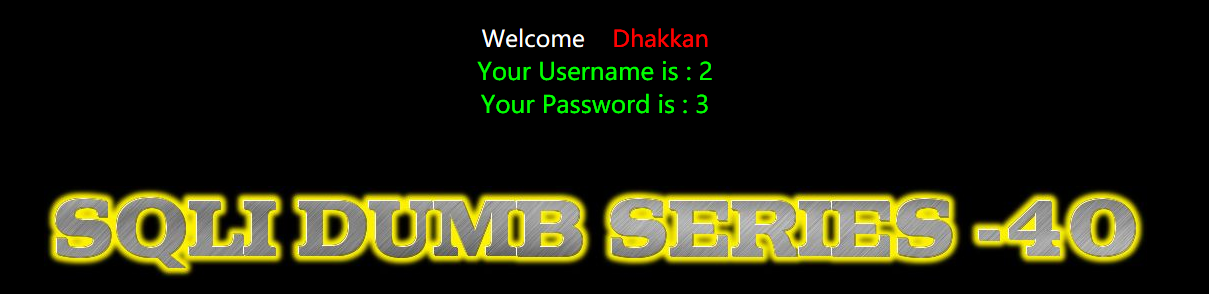 Welcome Dhakkan
Your Username is : 2
Your Password is : 3
SQLI DUMB SERIES -40